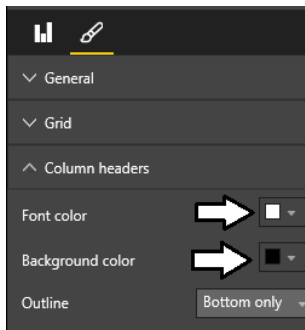 General
Grid
Column headers
Font color
Background color
Outline Bottom only